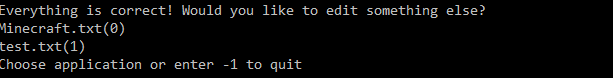 Everything is correct! Would you like to edit something else?
Minecraft.txt(0)
test.txt(1)
Choose application or enter -1 to quit